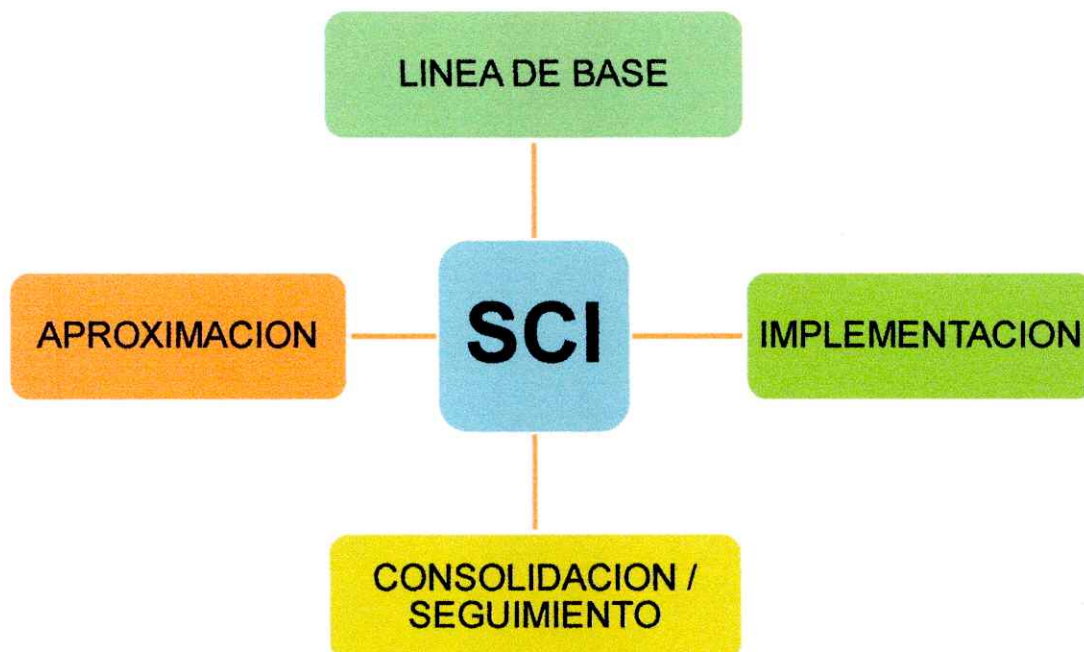 LINEA DE BASE
APROXIMACION
SCI
IMPLEMENTACION
CONSOLIDACION /
SEGUIMIENTO